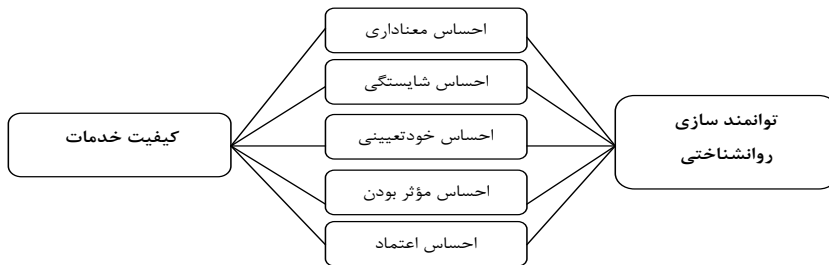 توانمند سازی
روانشناختی
احساس معناداری
احساس شایستگی
احساس خودتعیینی
احساس مؤثر بودن
احساس اعتماد
کیفیت خدمات